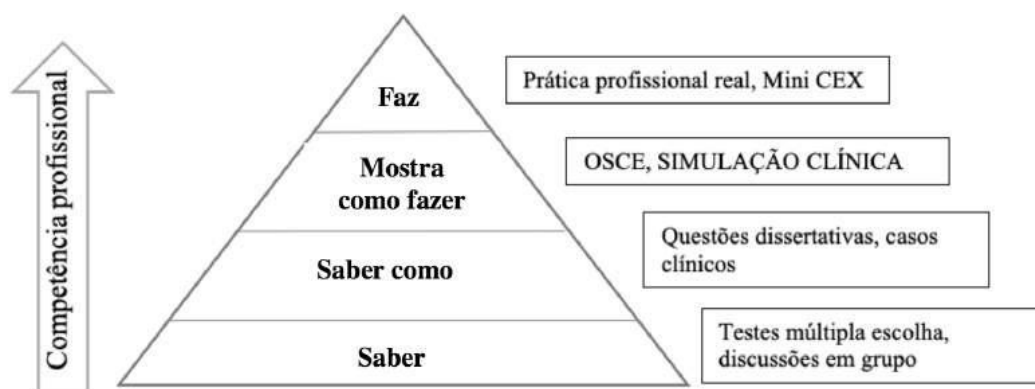 Competência profissional
Faz
Prática profissional real, Mini CEX
Mostra
como fazer
OSCE, SIMULAÇÃO CLÍNICA
Saber como
Questões dissertativas, casos
clínicos
Saber
Testes múltipla escolha,
discussões em grupo